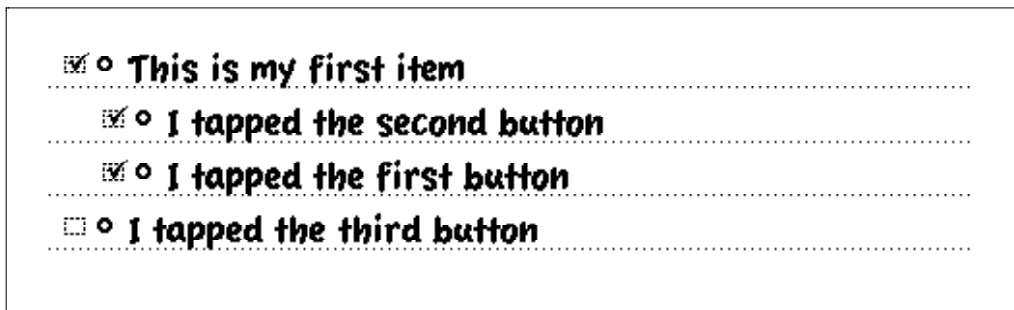 This is my first item
I tapped the second button
I tapped the first button
I tapped the third button